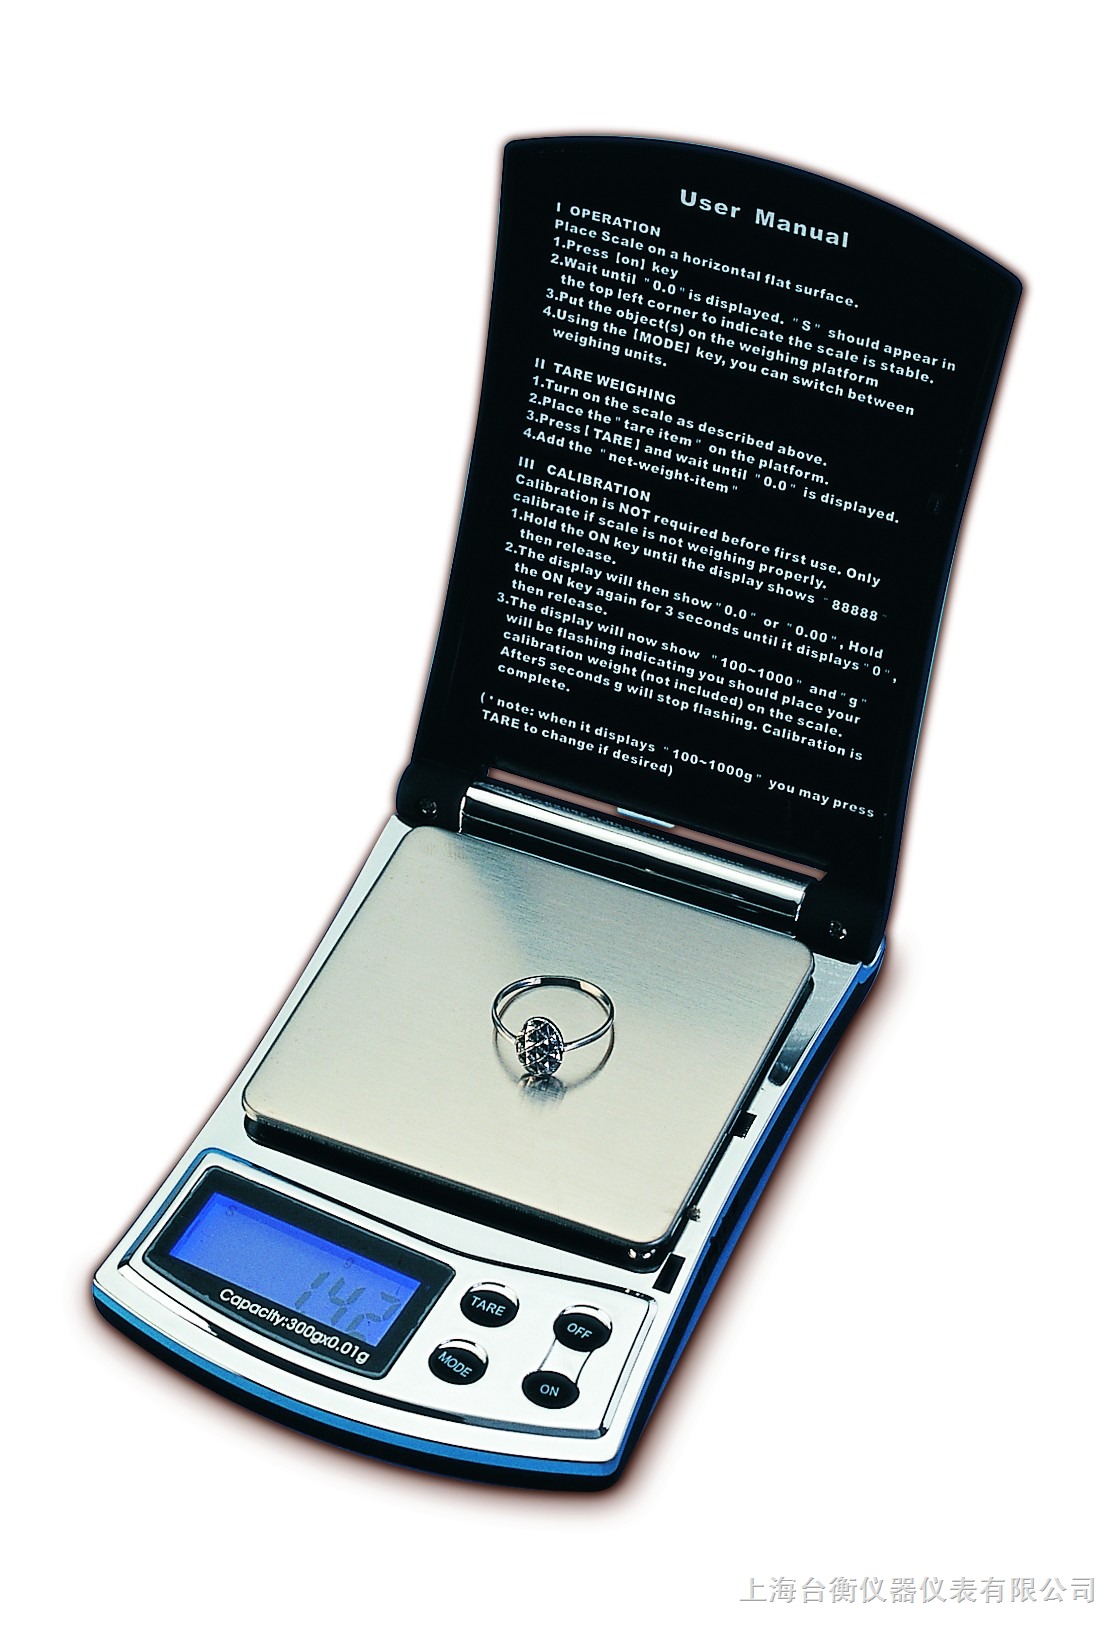 User Manual
I OPERATION
Place Scale on a horizontal flat surface.
1.Press [on] key
2.Wait until "0.0" is displayed. "S" should appear in
the top left corner to indicate the scale is stable.
3.Put the object(s) on the weighing platform
4.Using the [MODE] key, you can switch between
weighing units.
II TARE WEIGHING
1.Turn on the scale as described above.
2.Place the "tare item" on the platform.
3.Press [TARE] and wait until "0.0" is displayed.
4.Add the "net-weight-item"
III CALIBRATION
Calibration is NOT required before first use. Only
calibrate if scale is not weighing properly.
1.Hold the ON key until the display shows "88888"
then release.
2.The display will then show "0.0" or "0.00", Hold
the ON key again for 3 seconds until it displays "0",
then release.
3.The display will now show "100~1000" and "g"
will be flashing indicating you should place your
calibration weight (not included) on the scale.
After5 seconds g will stop flashing. Calibration is
complete.
(*note: when it displays "100~1000g" you may press
TARE to change if desired)
S
g
1.42
Capacity:300gx0.01g
TARE
OFF
MODE
ON
上海台衡仪器仪表有限公司